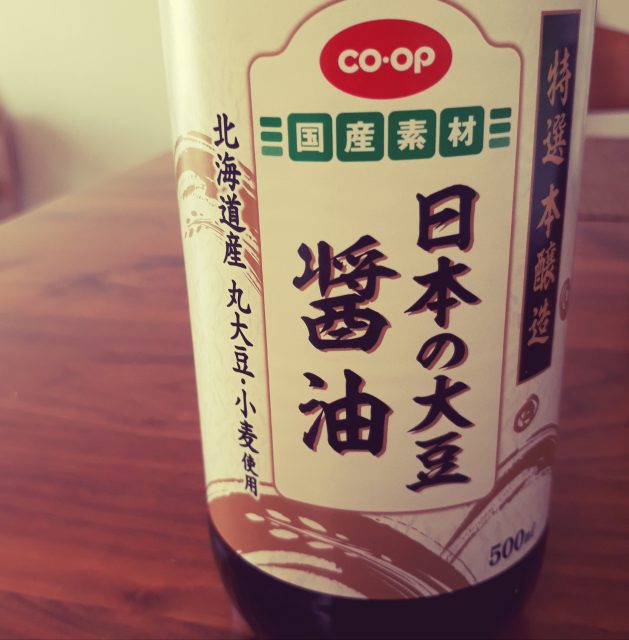 CO·OP
国産素材
日本の大豆
醤油
特選 本醸造
北海道産 丸大豆・小麦使用
500ml